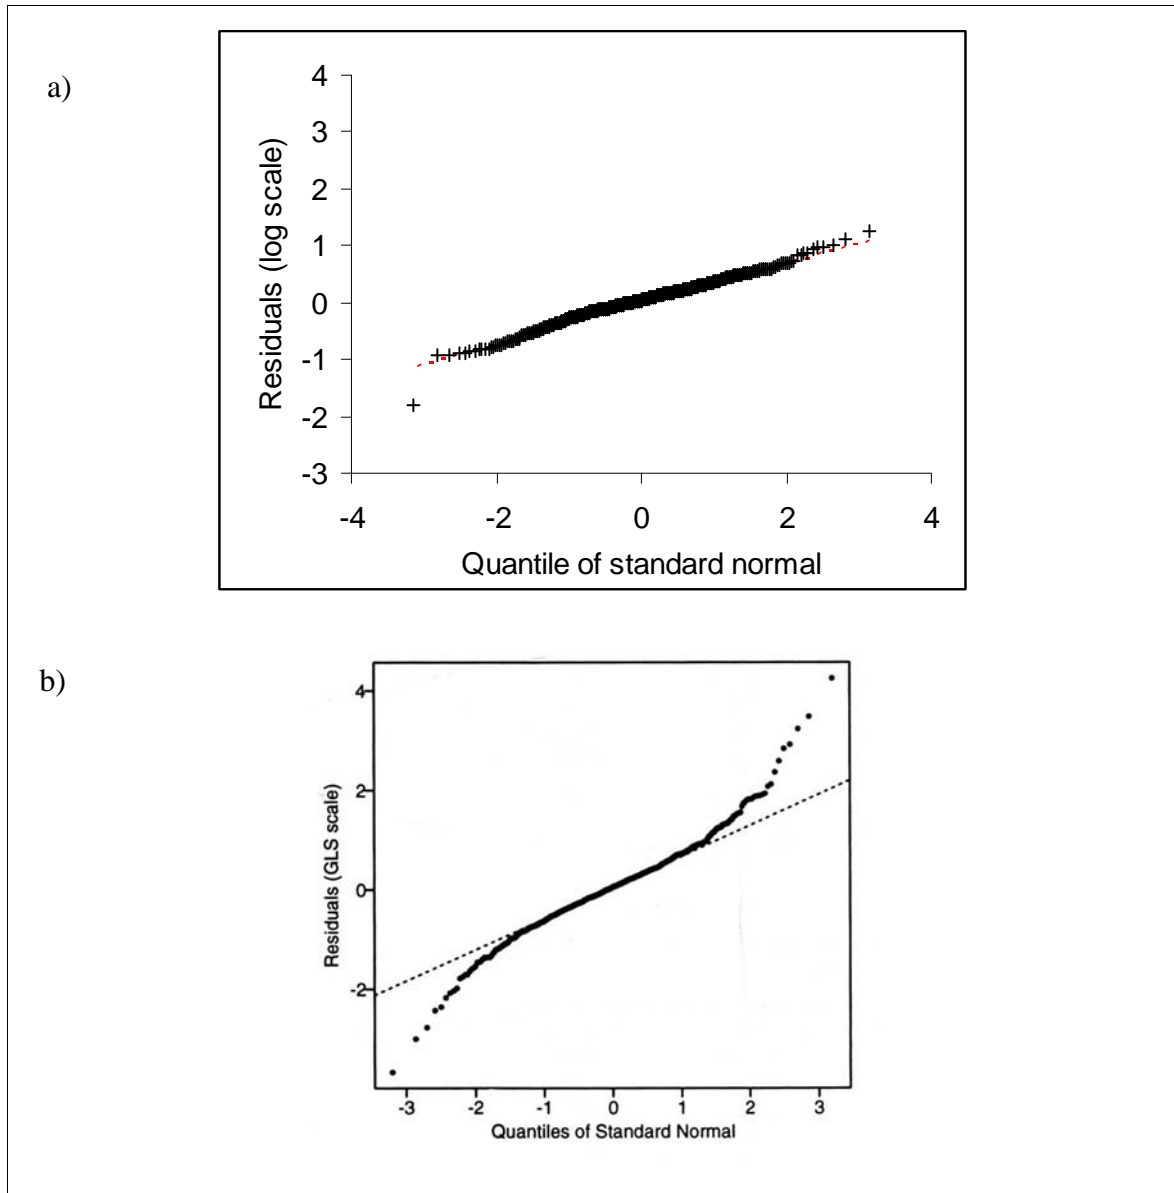 a)
4
3
2
1
0
-1
-2
-3
Residuals (log scale)
-4 -2 0 2 4
Quantile of standard normal
b)
4
2
0
-2
Residuals (GLS scale)
-3 -2 -1 0 1 2 3
Quantiles of Standard Normal